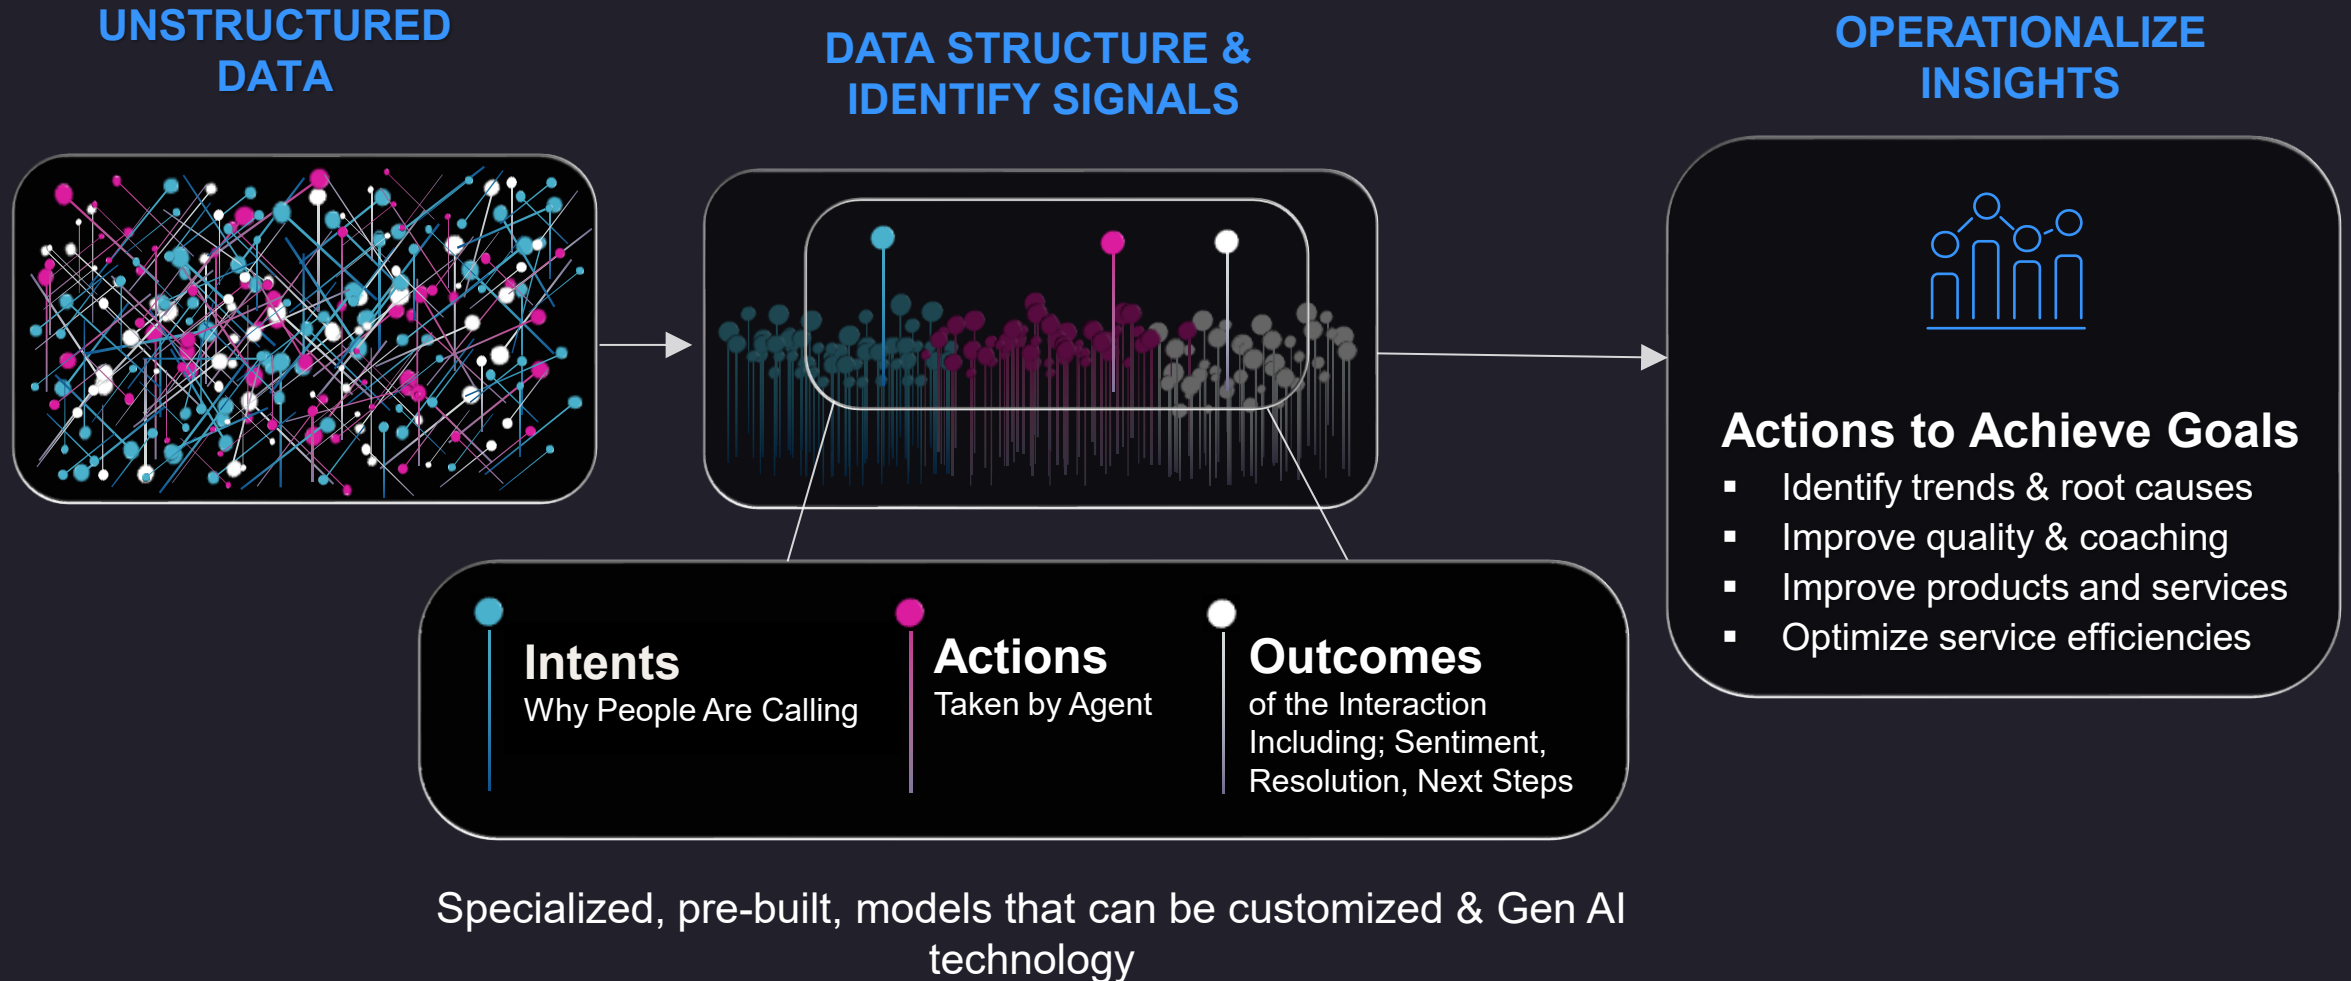 UNSTRUCTURED
DATA
DATA STRUCTURE &
IDENTIFY SIGNALS
OPERATIONALIZE
INSIGHTS
Actions to Achieve Goals
▪ Identify trends & root causes
▪ Improve quality & coaching
▪ Improve products and services
▪ Optimize service efficiencies
Intents
Why People Are Calling
Actions
Taken by Agent
Outcomes
of the Interaction
Including; Sentiment,
Resolution, Next Steps
Specialized, pre-built, models that can be customized & Gen AI
technology